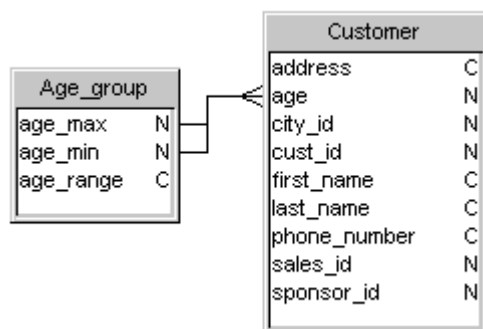 Age_group
age_max N
age_min N
age_range C
Customer
address C
age N
city_id N
cust_id N
first_name C
last_name C
phone_number C
sales_id N
sponsor_id N